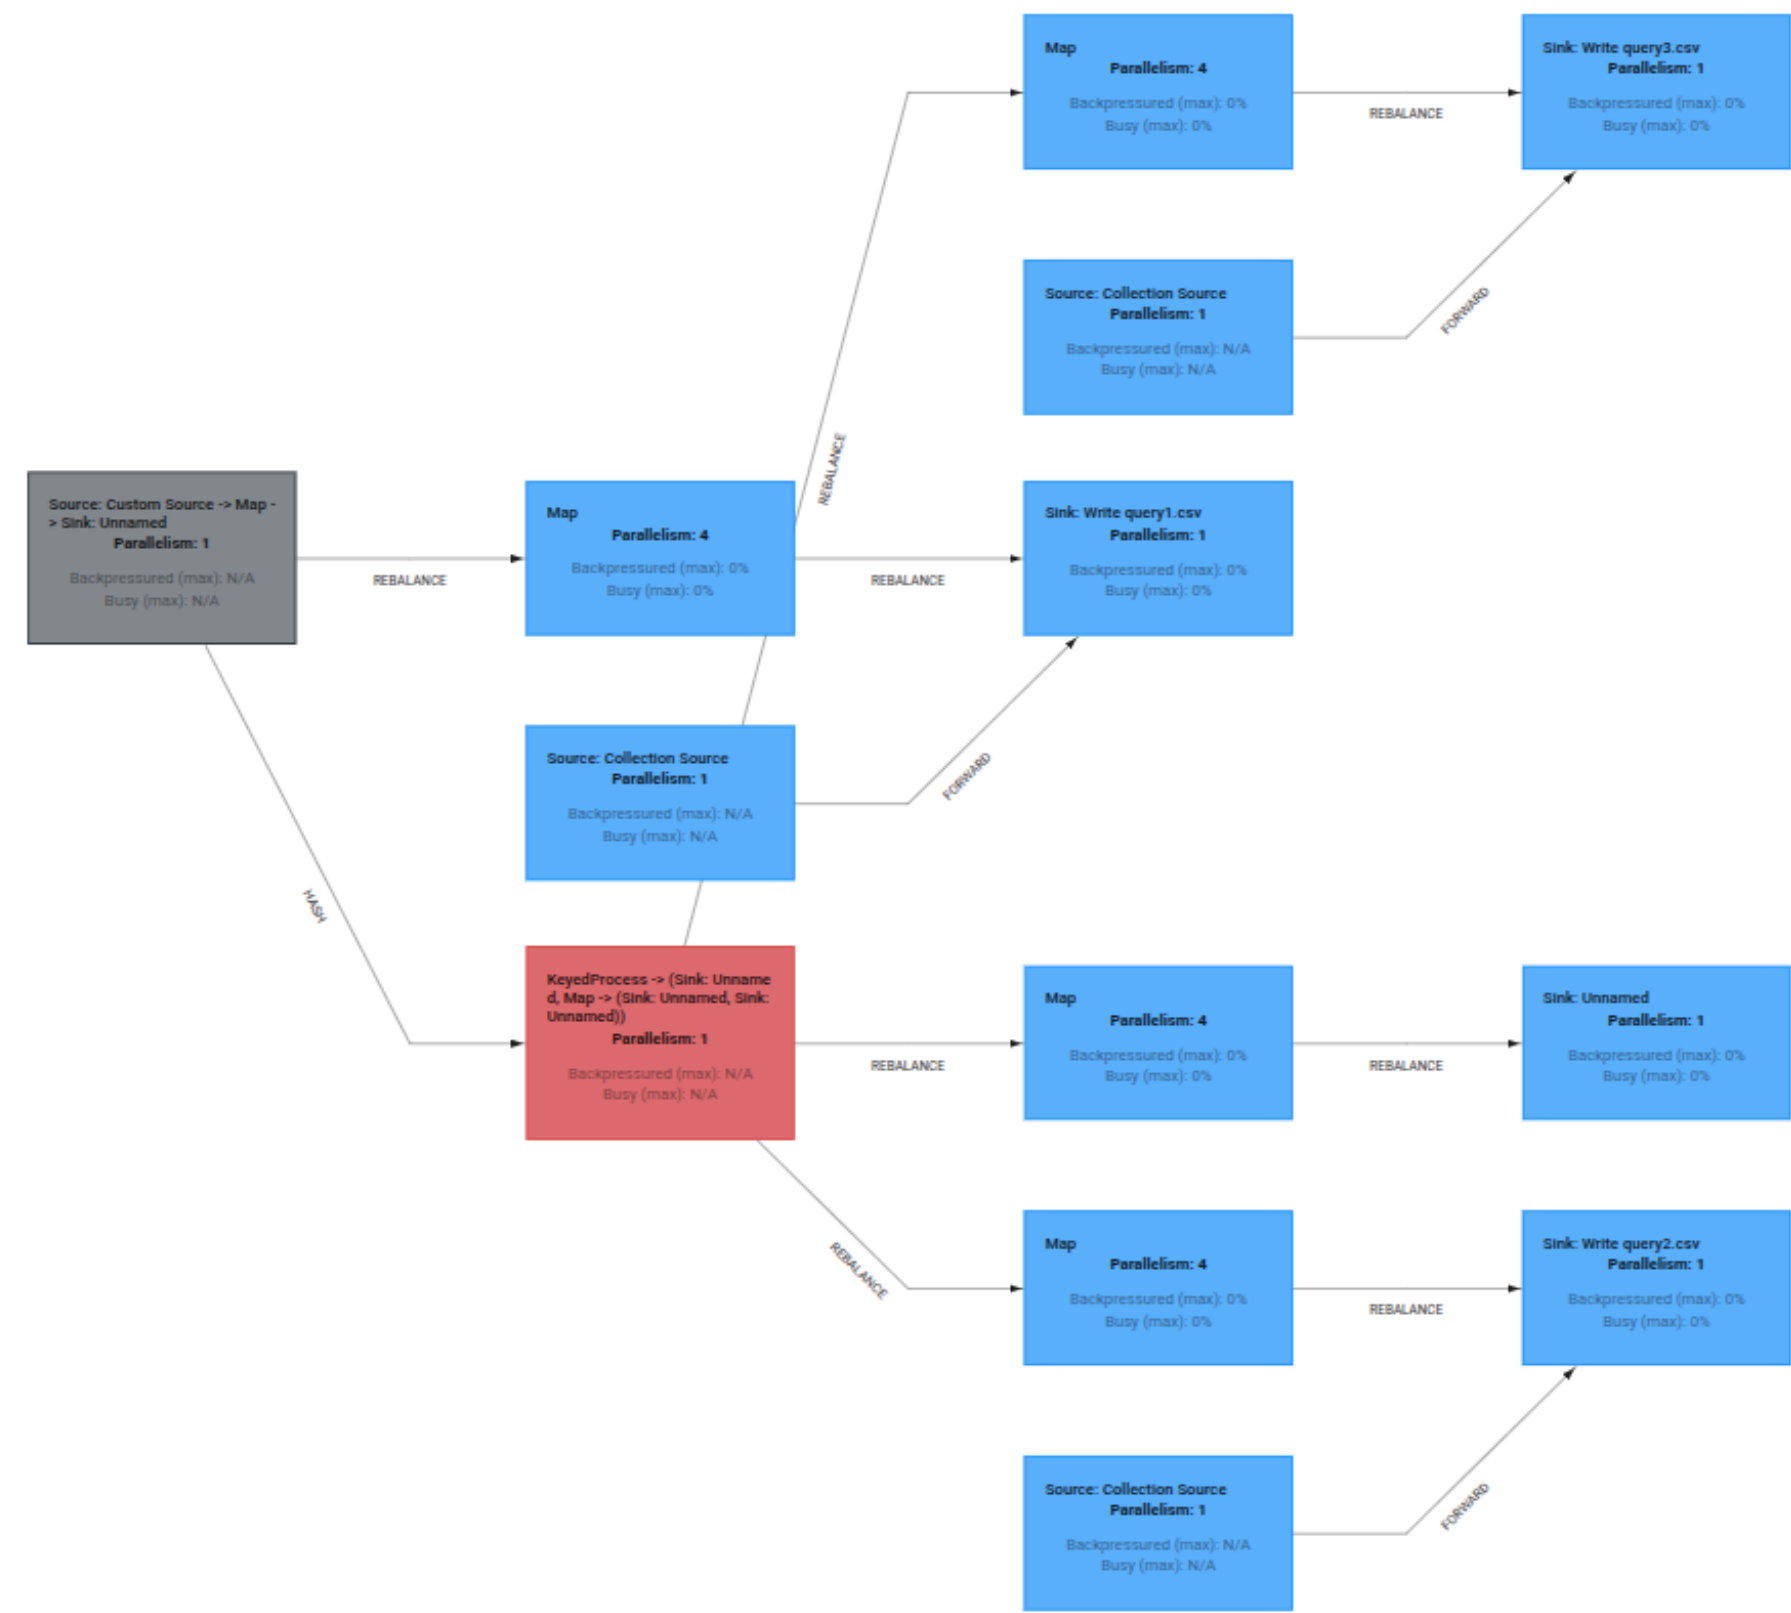 Map
Parallelism: 4
Backpressured (max): 0%
Busy (max): 0%
REBALANCE
Sink: Write query3.csv
Parallelism: 1
Backpressured (max): 0%
Busy (max): 0%
Source: Collection Source
Parallelism: 1
Backpressured (max): N/A
Busy (max): N/A
FORWARD
REBALANCE
Source: Custom Source -> Map -
> Sink: Unnamed
Parallelism: 1
Backpressured (max): N/A
Busy (max): N/A
REBALANCE
Map
Parallelism: 4
Backpressured (max): 0%
Busy (max): 0%
REBALANCE
Sink: Write query1.csv
Parallelism: 1
Backpressured (max): 0%
Busy (max): 0%
Source: Collection Source
Parallelism: 1
Backpressured (max): N/A
Busy (max): N/A
FORWARD
HASH
KeyedProcess -> (Sink: Unname
d, Map -> (Sink: Unnamed, Sink:
Unnamed))
Parallelism: 1
Backpressured (max): N/A
Busy (max): N/A
REBALANCE
Map
Parallelism: 4
Backpressured (max): 0%
Busy (max): 0%
REBALANCE
Sink: Unnamed
Parallelism: 1
Backpressured (max): 0%
Busy (max): 0%
REBALANCE
Map
Parallelism: 4
Backpressured (max): 0%
Busy (max): 0%
REBALANCE
Sink: Write query2.csv
Parallelism: 1
Backpressured (max): 0%
Busy (max): 0%
Source: Collection Source
Parallelism: 1
Backpressured (max): N/A
Busy (max): N/A
FORWARD